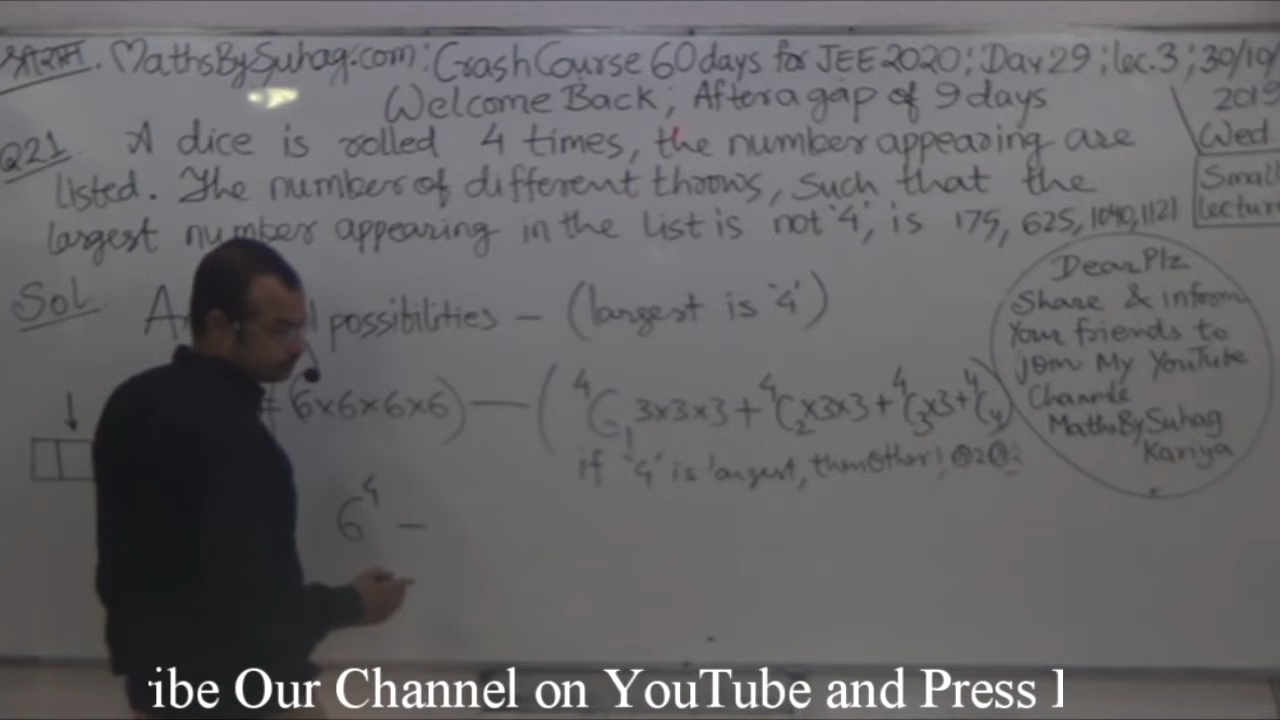 श्रीराम. MathsBySuhag.com: Crash Course 60 days for JEE 2020; Day 29; lec. 3; 30/10/
2019
Welcome Back; After a gap of 9 days
Wed
Q21 A dice is rolled 4 times, the number appearing are
listed. The number of different throws, such that the
Small
lecture
largest number appearing in the list is not '4', is 175, 625, 1040, 1121
Sol possibilities - (largest is '4')
(6×6×6×6) — (⁴C₁ 3×3×3 + ⁴C₂×3×3 + ⁴C₃×3 + ⁴C₄)
if '4' is largest, then other 1, 2
6⁴ -
Dear Plz
Share & inform
Your friends to
join My YouTube
Channel
MathsBySuhag
Kariya
ibe Our Channel on YouTube and Press